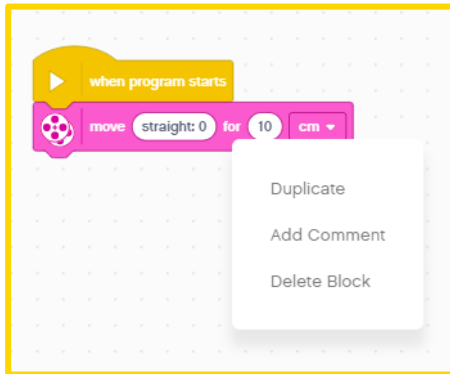 when program starts
move straight: 0 for 10 cm
Duplicate
Add Comment
Delete Block